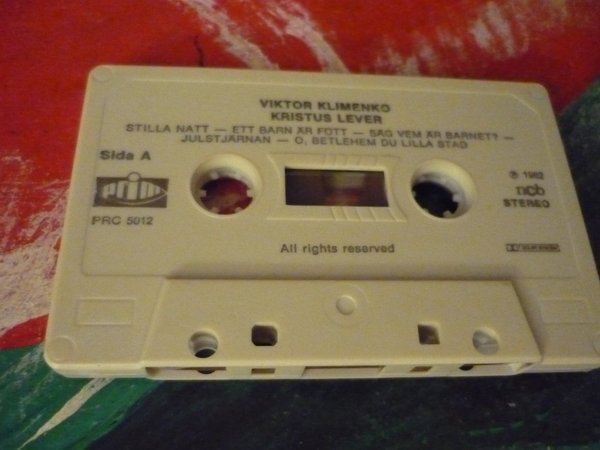 VIKTOR KLIMENKO
KRISTUS LEVER
STILLA NATT — ETT BARN ÄR FÖTT — SÄG VEM ÄR BARNET? —
JULSTJÄRNAN — O, BETLEHEM DU LILLA STAD
Sida A
prim
PRC 5012
℗ 1982
ncb
STEREO
All rights reserved